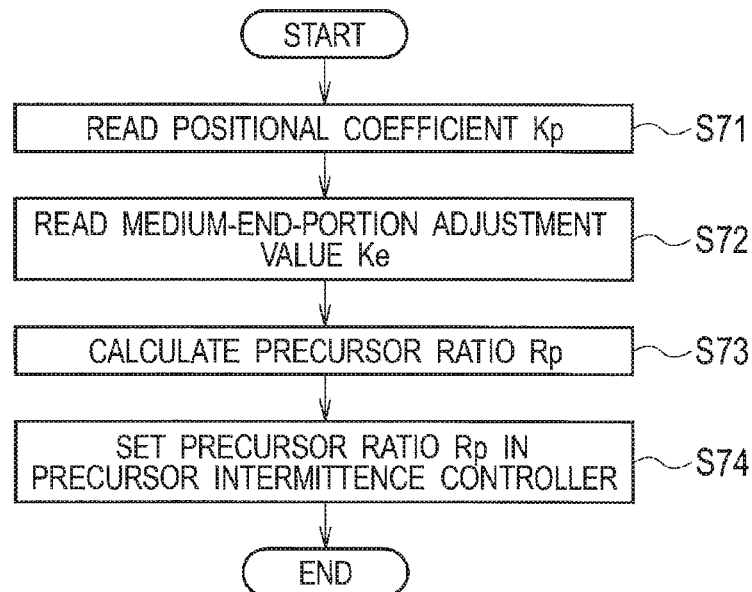 START
READ POSITIONAL COEFFICIENT Kp
S71
READ MEDIUM-END-PORTION ADJUSTMENT
VALUE Ke
S72
CALCULATE PRECURSOR RATIO Rp
S73
SET PRECURSOR RATIO Rp IN
PRECURSOR INTERMITTENCE CONTROLLER
S74
END